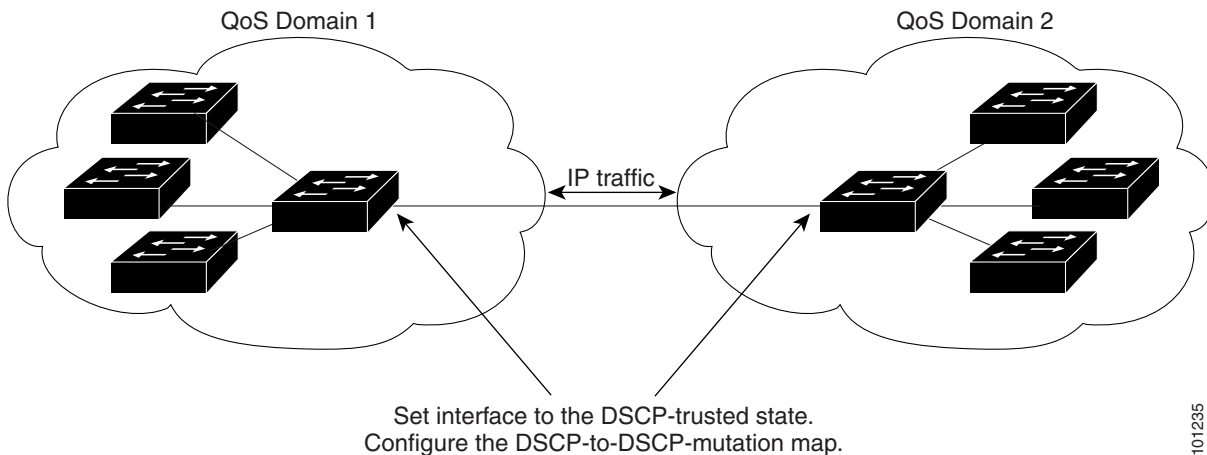 QoS Domain 1
QoS Domain 2
IP traffic
Set interface to the DSCP-trusted state.
Configure the DSCP-to-DSCP-mutation map.
101235